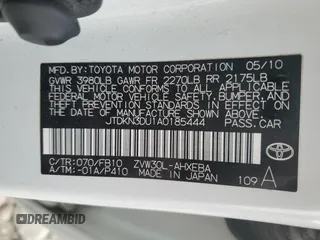 MFD. BY: TOYOTA MOTOR CORPORATION 05/10
GVWR 3980LB GAWR FR 2270LB RR 2175LB
THIS VEHICLE CONFORMS TO ALL APPLICABLE
FEDERAL MOTOR VEHICLE SAFETY, BUMPER, AND
THEFT PREVENTION STANDARDS IN EFFECT ON
THE DATE OF MANUFACTURE SHOWN ABOVE.
JTDKN3DU1A0185444 PASS. CAR
C/TR:070/FB10 ZVW30L-AHXEBA
A/TM:-01A/P410 MADE IN JAPAN
109 A
DREAMBID